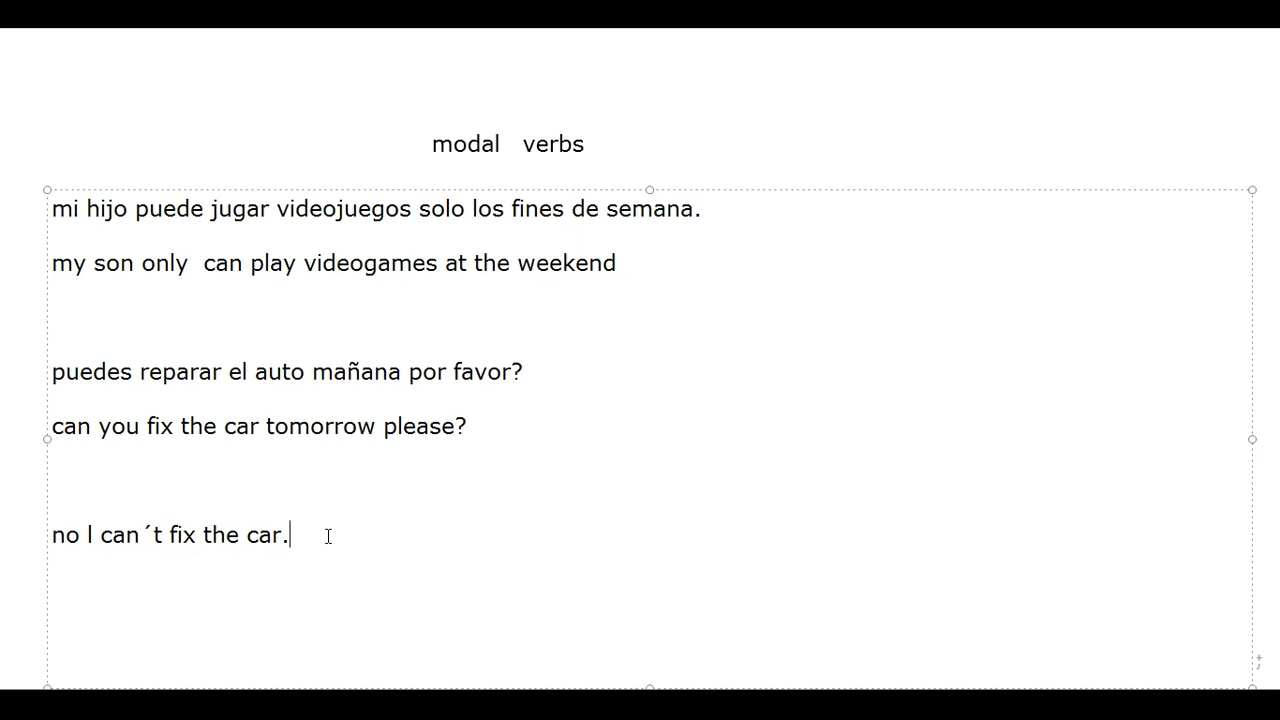 modal verbs
mi hijo puede jugar videojuegos solo los fines de semana.
my son only can play videogames at the weekend
puedes reparar el auto mañana por favor?
can you fix the car tomorrow please?
no l can´t fix the car.